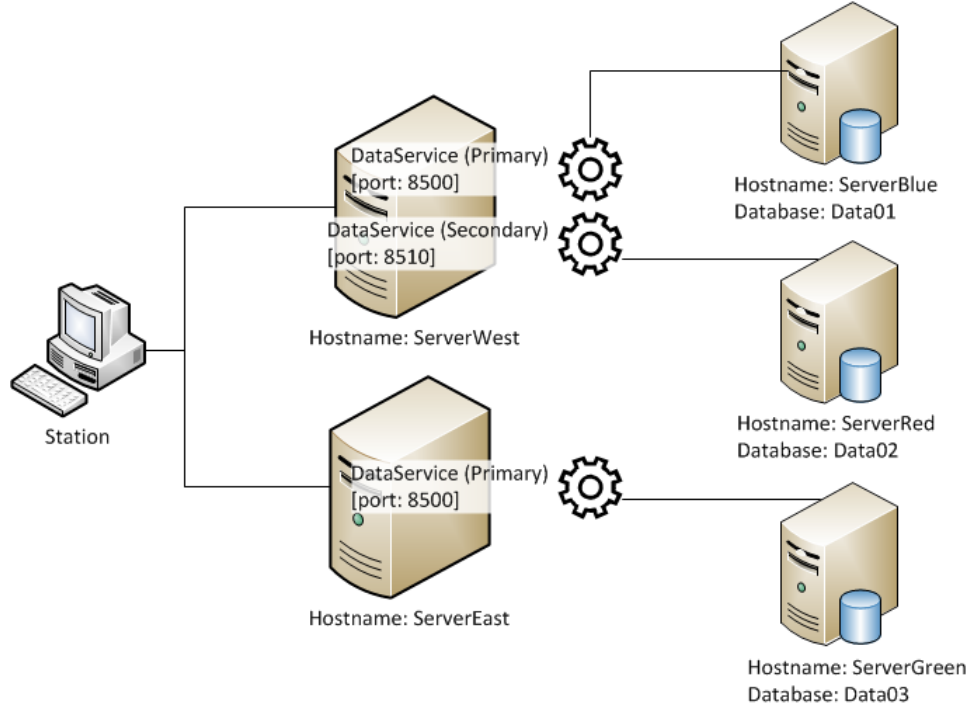 DataService (Primary)
[port: 8500]
DataService (Secondary)
[port: 8510]
Hostname: ServerWest
Hostname: ServerBlue
Database: Data01
Hostname: ServerRed
Database: Data02
Station
DataService (Primary)
[port: 8500]
Hostname: ServerEast
Hostname: ServerGreen
Database: Data03